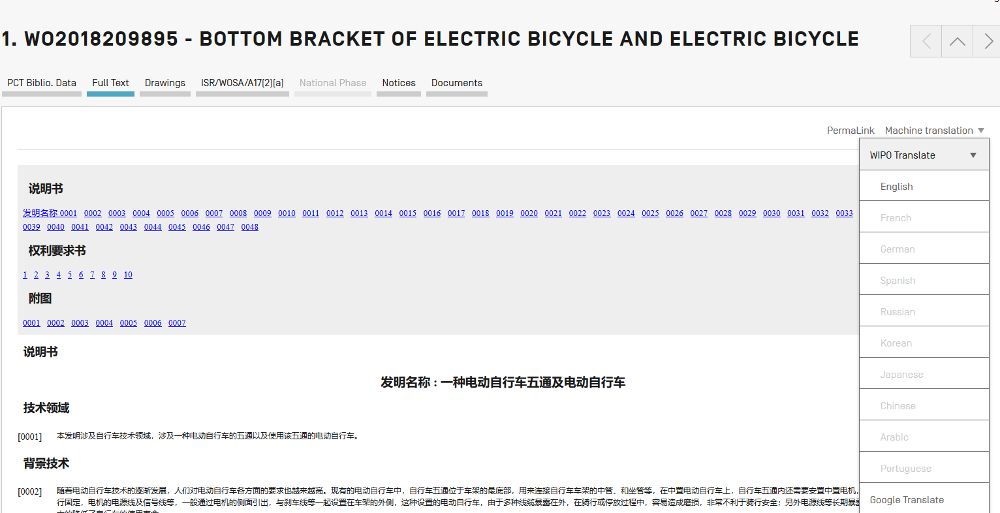 1. WO2018209895 - BOTTOM BRACKET OF ELECTRIC BICYCLE AND ELECTRIC BICYCLE
PCT Biblio. Data Full Text Drawings ISR/WOSA/A17[2][a] National Phase Notices Documents
PermaLink Machine translation
WIPO Translate
English
French
German
Spanish
Russian
Korean
Japanese
Chinese
Arabic
Portuguese
Google Translate
说明书
发明名称 0001 0002 0003 0004 0005 0006 0007 0008 0009 0010 0011 0012 0013 0014 0015 0016 0017 0018 0019 0020 0021 0022 0023 0024 0025 0026 0027 0028 0029 0030 0031 0032 0033
0039 0040 0041 0042 0043 0044 0045 0046 0047 0048
权利要求书
1 2 3 4 5 6 7 8 9 10
附图
0001 0002 0003 0004 0005 0006 0007
说明书
发明名称 : 一种电动自行车五通及电动自行车
技术领域
[0001] 本发明涉及自行车技术领域，涉及一种电动自行车的五通以及使用该五通的电动自行车。
背景技术
[0002] 随着电动自行车技术的逐渐发展，人们对电动自行车各方面的要求也越来越高。现有的电动自行车中，自行车五通位于车架的最底部，用来连接自行车车架的中管、和坐管等，在中置电动自行车上，自行车五通内还需要安置中置电机，
行固定，电机的电源线及信号线等，一般通过电机的侧面引出，与刹车线等一起设置在车架的外侧，这种设置的电动自行车，由于多种线缆暴露在外，在骑行或停放过程中，容易造成磨损，非常不利于骑行安全；另外电源线等长期暴